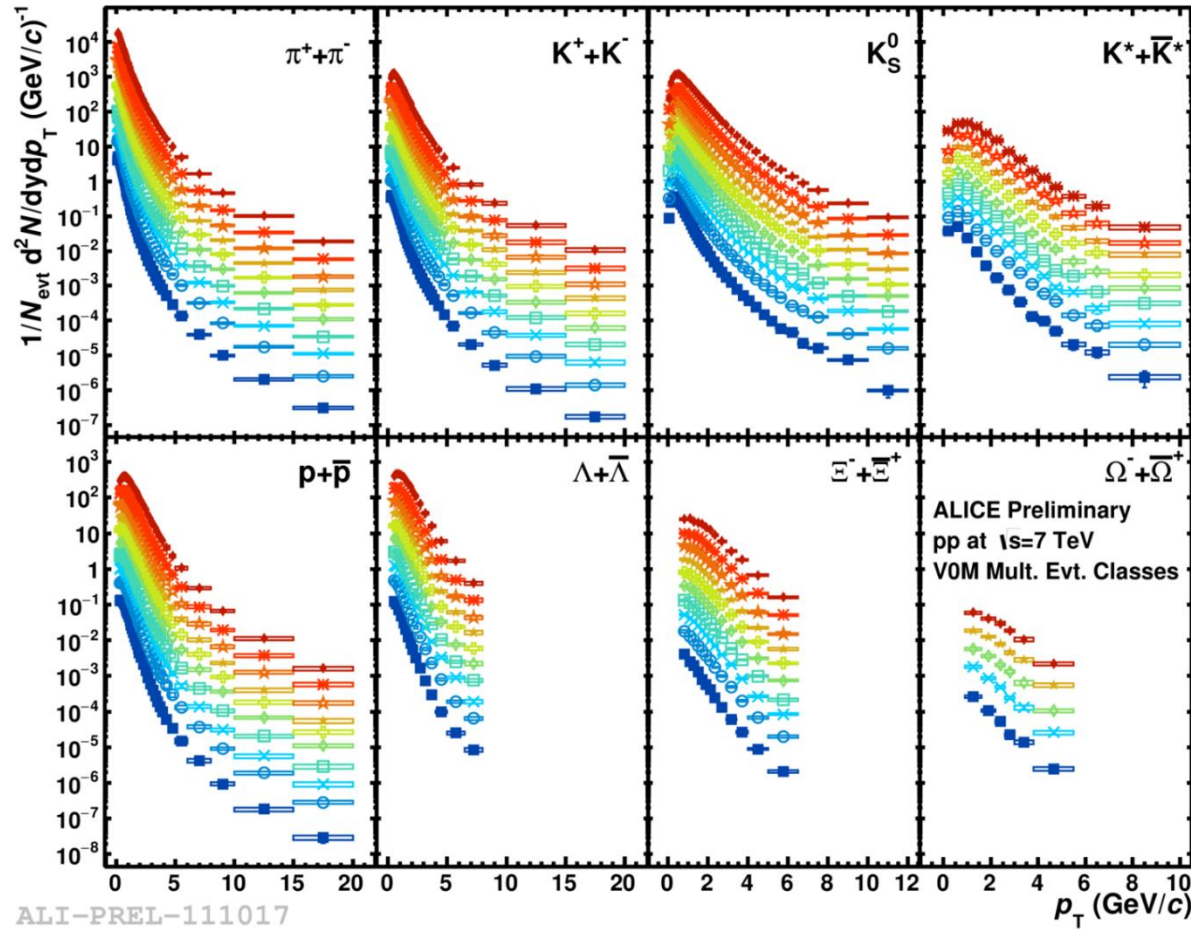 1/N_evt d²N/dydp_T (GeV/c)⁻¹
10⁴
10³
10²
10
1
10⁻¹
10⁻²
10⁻³
10⁻⁴
10⁻⁵
10⁻⁶
10⁻⁷
π⁺+π⁻
K⁺+K⁻
K⁰_S
K*+K̅*
10³
10²
10
1
10⁻¹
10⁻²
10⁻³
10⁻⁴
10⁻⁵
10⁻⁶
10⁻⁷
10⁻⁸
p+p̅
Λ+Λ̅
Ξ⁻+Ξ̅⁺
Ω⁻+Ω̅⁺
ALICE Preliminary
pp at √s=7 TeV
V0M Mult. Evt. Classes
0 5 10 15 20
0 5 10 15 20
0 2 4 6 8 10 12
0 2 4 6 8 10
p_T (GeV/c)
ALI-PREL-111017